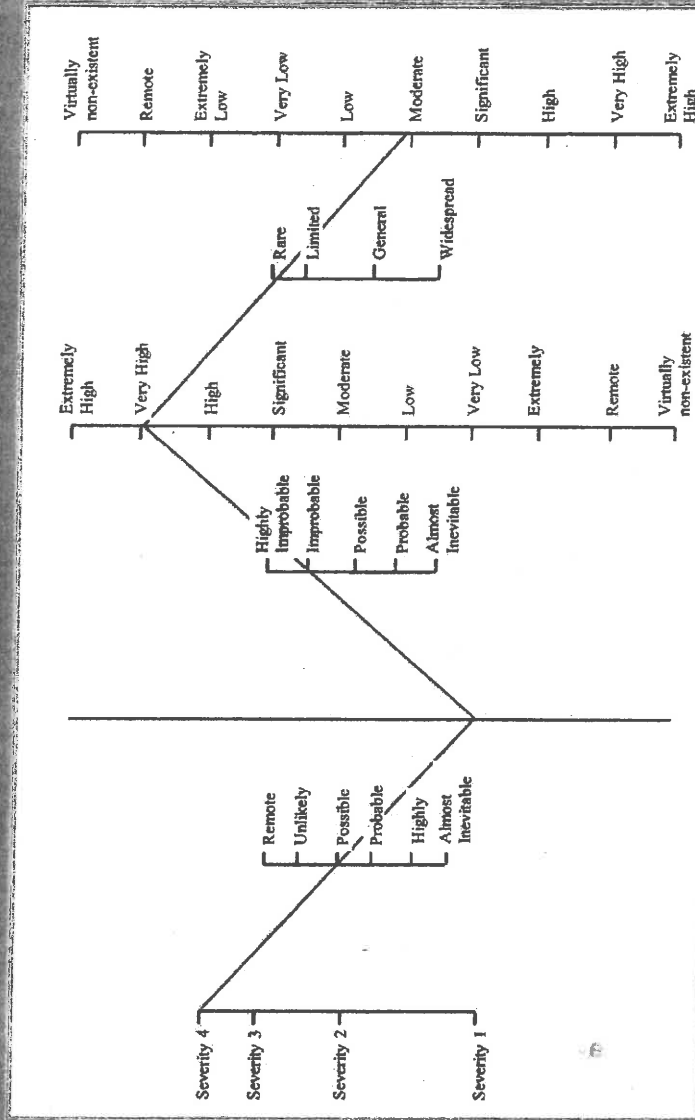 Severity 4
Severity 3
Severity 2
Severity 1
Remote
Unlikely
Possible
Probable
Highly
Almost
Inevitable
Highly
Improbable
Improbable
Possible
Probable
Almost
Inevitable
Extremely
High
Very High
High
Significant
Moderate
Low
Very Low
Extremely
Remote
Virtually
non-existent
Rare
Limited
General
Widespread
Virtually
non-existent
Remote
Extremely
Low
Very Low
Low
Moderate
Significant
High
Very High
Extremely
High